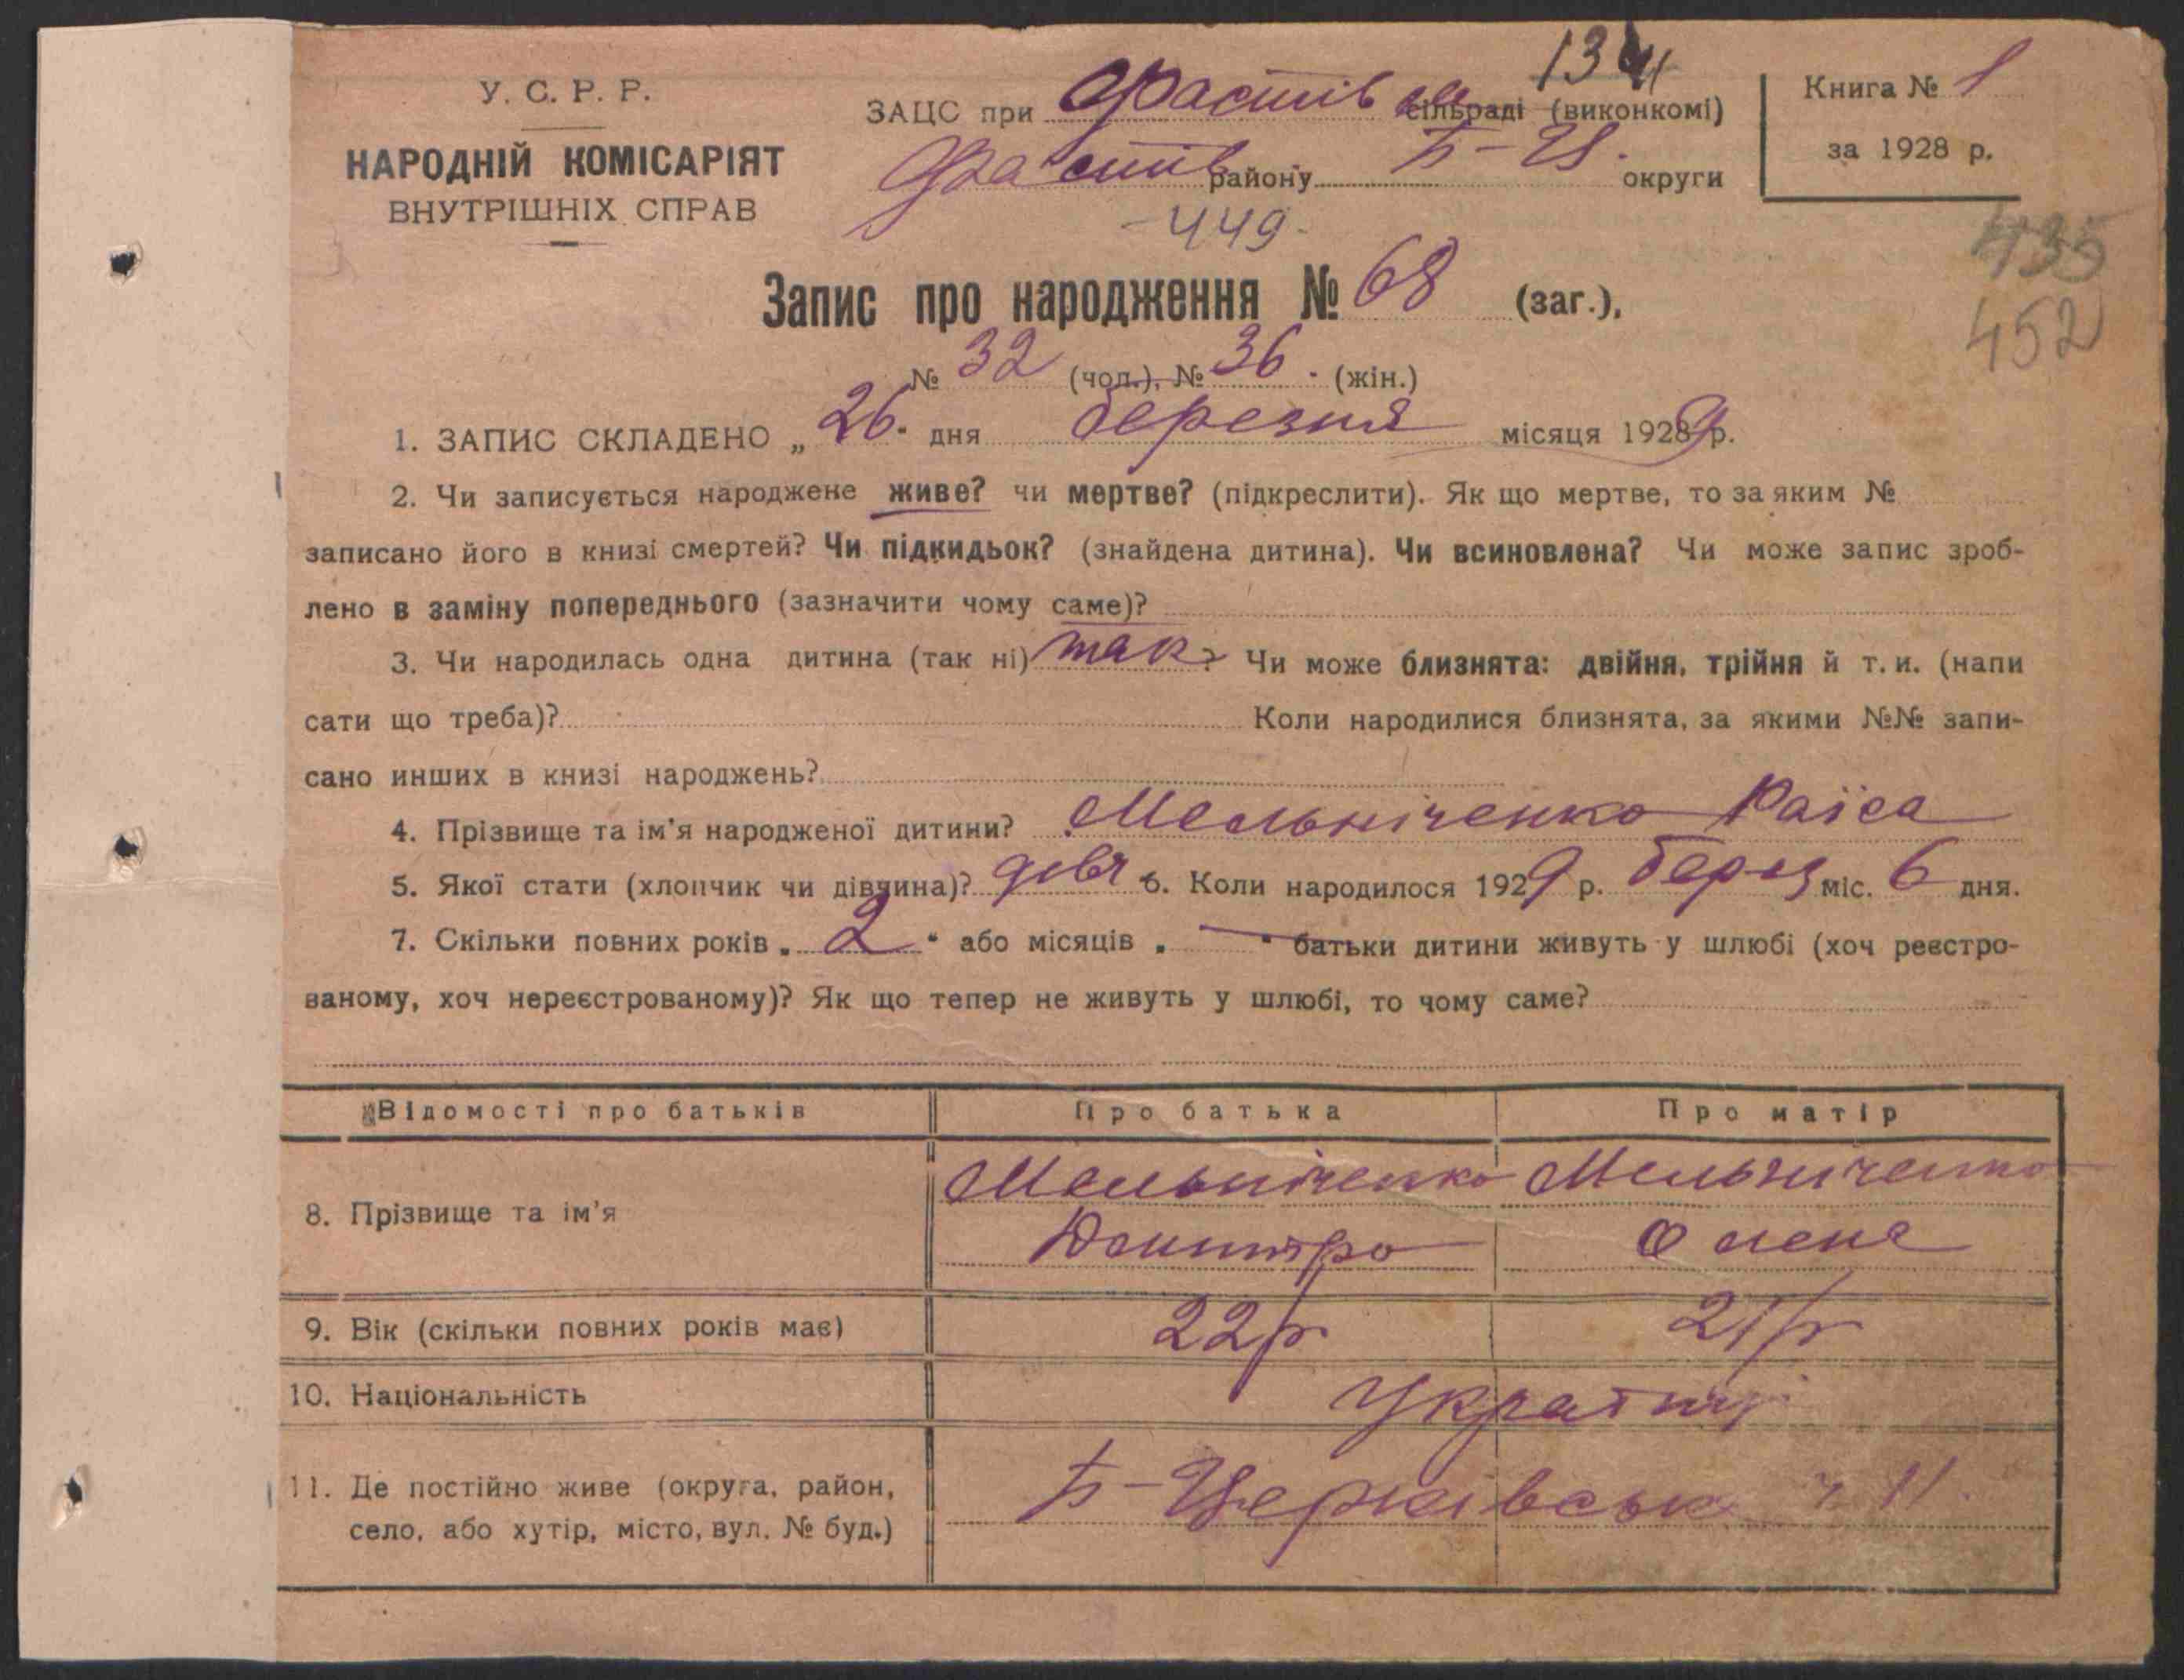 У. С. Р. Р.
НАРОДНІЙ КОМІСАРІЯТ
ВНУТРІШНІХ СПРАВ
134
ЗАЦС при Фастівськ сільраді (виконкомі)
Фастів району Б-Ц. округи
Книга № 1
за 1928 р.
-449-
435
452
Запис про народження № 68 (заг.),
№ 32 (чол.), № 36 (жін.)
1. ЗАПИС СКЛАДЕНО „26" дня березня місяця 1929 р.
2. Чи записується народжене живе? чи мертве? (підкреслити). Як що мертве, то за яким №
записано його в книзі смертей? Чи підкидьок? (знайдена дитина). Чи всиновлена? Чи може запис зроб-
лено в заміну попереднього (зазначити чому саме)?
3. Чи народилась одна дитина (так ні) так? Чи може близнята: двійня, трійня й т. и. (напи
сати що треба)? Коли народилися близнята, за якими №№ запи-
сано инших в книзі народжень?
4. Прізвище та ім'я народженої дитини? Мельніченко Раїса
5. Якої стати (хлопчик чи дівчина)? дівч 6. Коли народилося 1929 р. берез міс. 6 дня.
7. Скільки повних років „2" або місяців „—" батьки дитини живуть у шлюбі (хоч реєстро-
ваному, хоч нереєстрованому)? Як що тепер не живуть у шлюбі, то чому саме?
Відомості про батьків Про батька Про матір
8. Прізвище та ім'я Мельніченко Мельніченко
Дмитро Олена
9. Вік (скільки повних років має) 22 р 21 р
10. Національність Українці
11. Де постійно живе (округа, район,
село, або хутір, місто, вул. № буд.) Б-Церківськ ч 11.